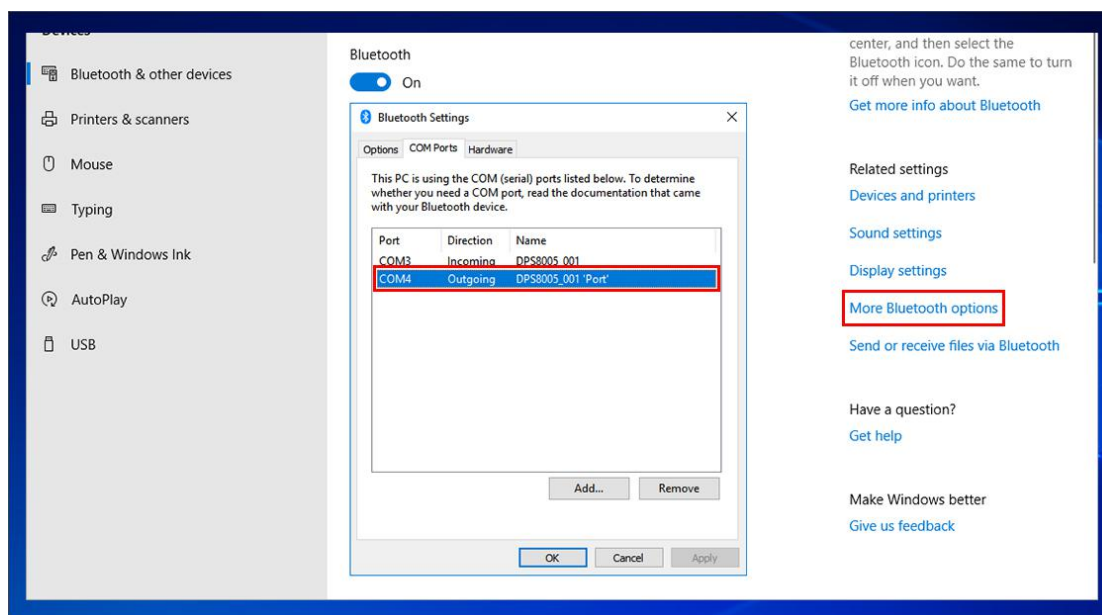 Devices
Bluetooth & other devices
Printers & scanners
Mouse
Typing
Pen & Windows Ink
AutoPlay
USB
Bluetooth
On
Bluetooth Settings
Options COM Ports Hardware
This PC is using the COM (serial) ports listed below. To determine
whether you need a COM port, read the documentation that came
with your Bluetooth device.
Port Direction Name
COM3 Incoming DPS8005_001
COM4 Outgoing DPS8005_001 'Port'
Add... Remove
OK Cancel Apply
center, and then select the
Bluetooth icon. Do the same to turn
it off when you want.
Get more info about Bluetooth
Related settings
Devices and printers
Sound settings
Display settings
More Bluetooth options
Send or receive files via Bluetooth
Have a question?
Get help
Make Windows better
Give us feedback